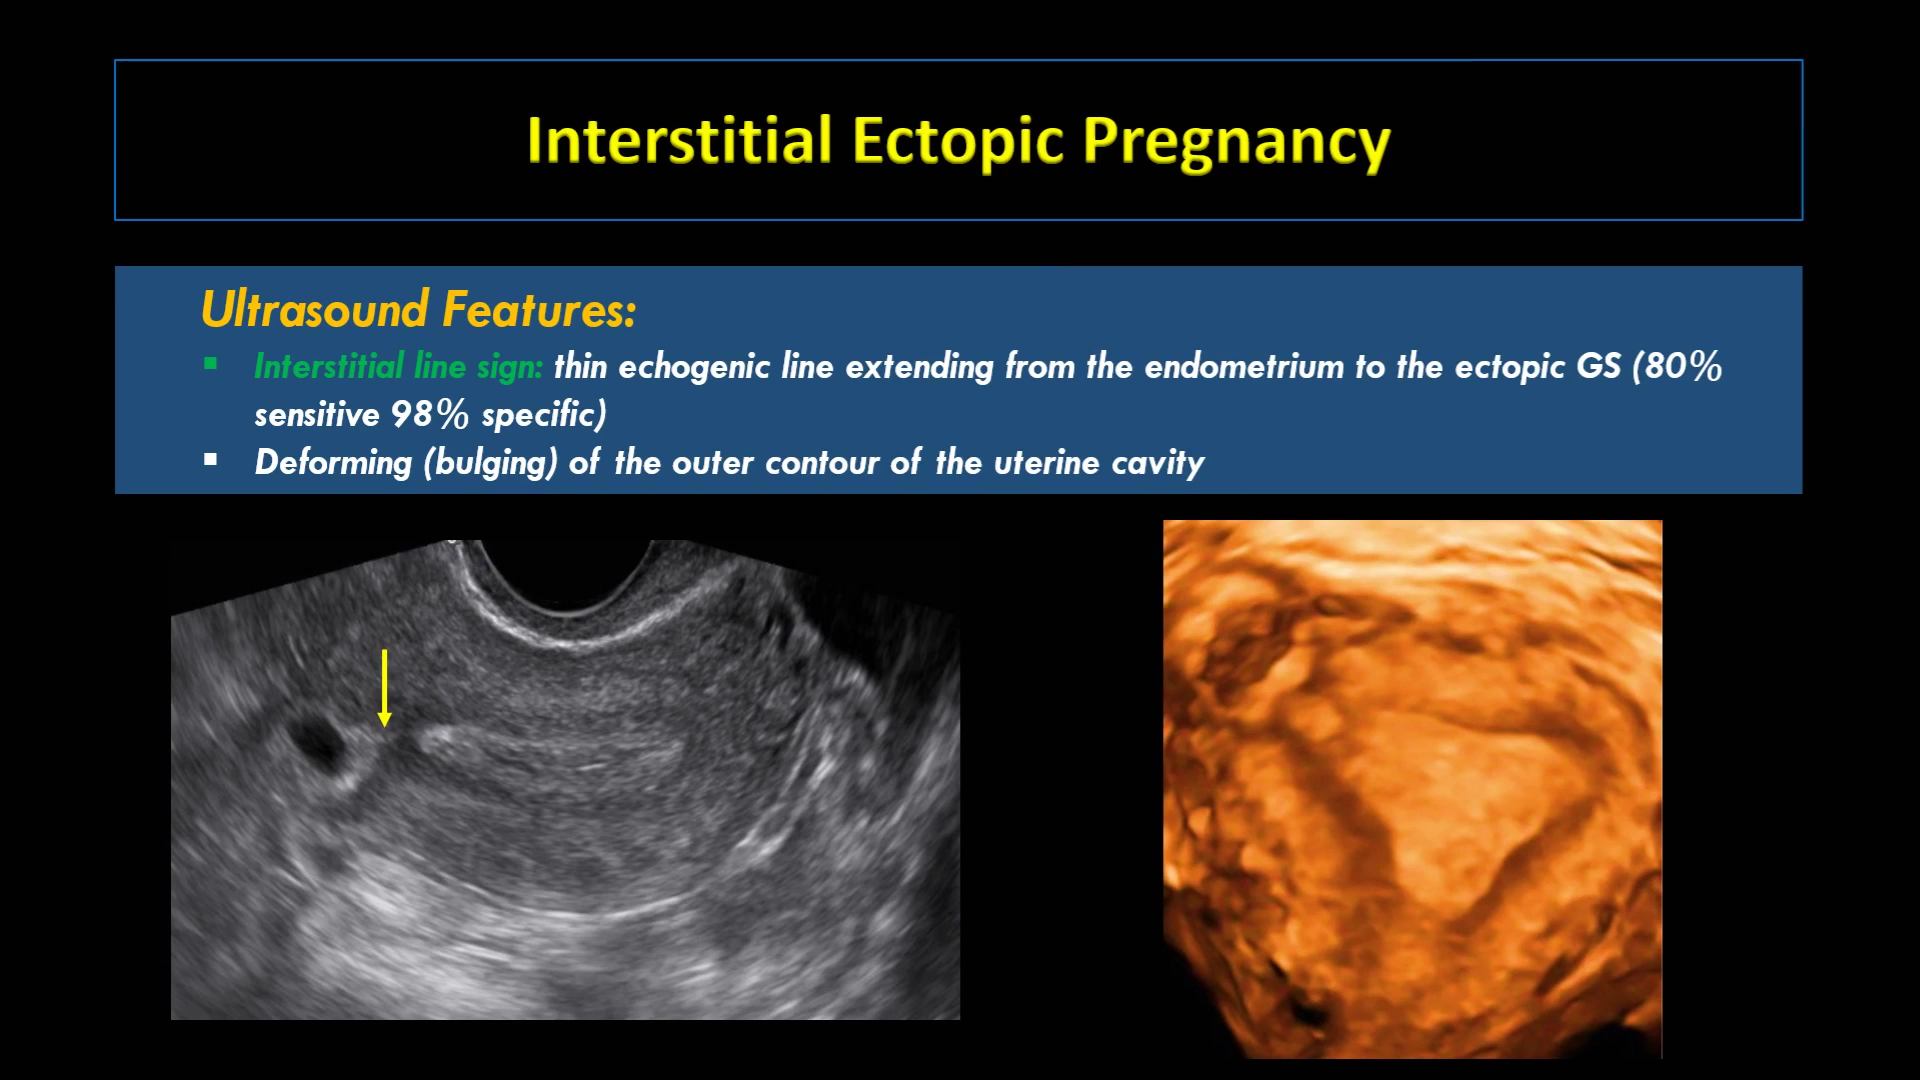 Interstitial Ectopic Pregnancy
Ultrasound Features:
▪ Interstitial line sign: thin echogenic line extending from the endometrium to the ectopic GS (80%
sensitive 98% specific)
▪ Deforming (bulging) of the outer contour of the uterine cavity